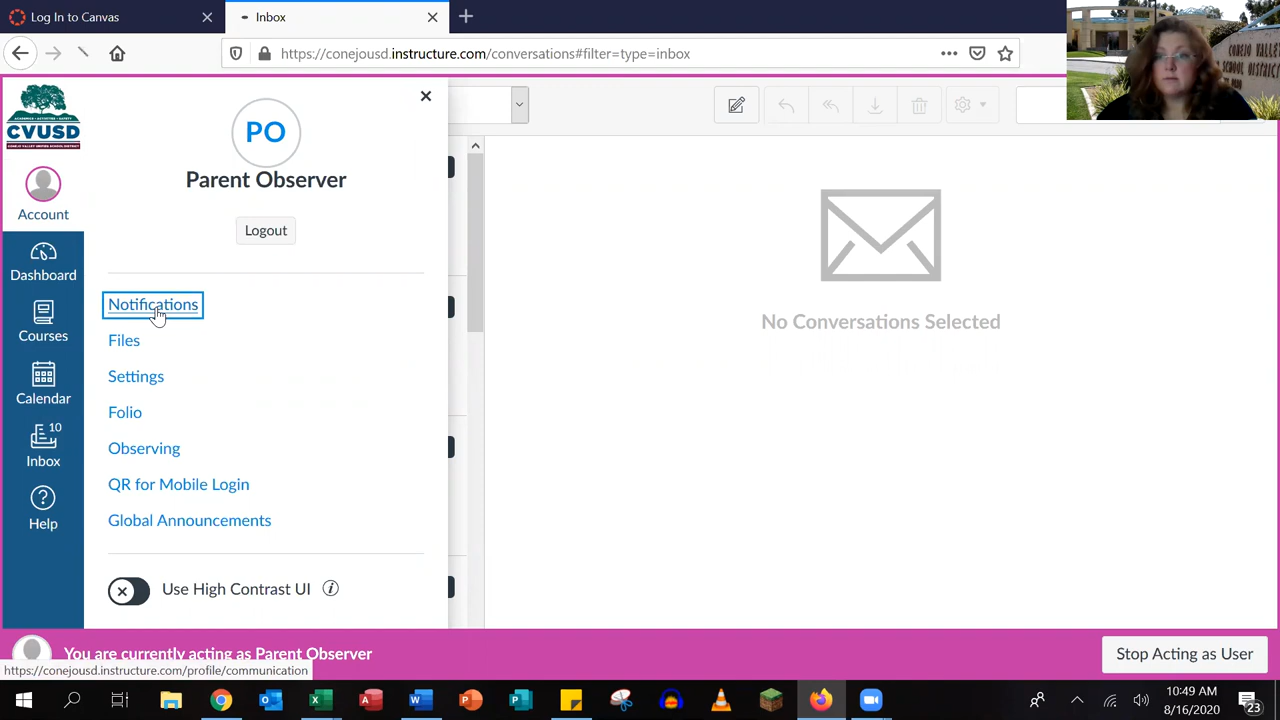 Log In to Canvas
Inbox
https://conejousd.instructure.com/conversations#filter=type=inbox
CVUSD
PO
Parent Observer
Logout
Account
Dashboard
Courses
Calendar
10
Inbox
Help
Notifications
Files
Settings
Folio
Observing
QR for Mobile Login
Global Announcements
Use High Contrast UI
No Conversations Selected
You are currently acting as Parent Observer
Stop Acting as User
https://conejousd.instructure.com/profile/communication
10:49 AM
8/16/2020
23